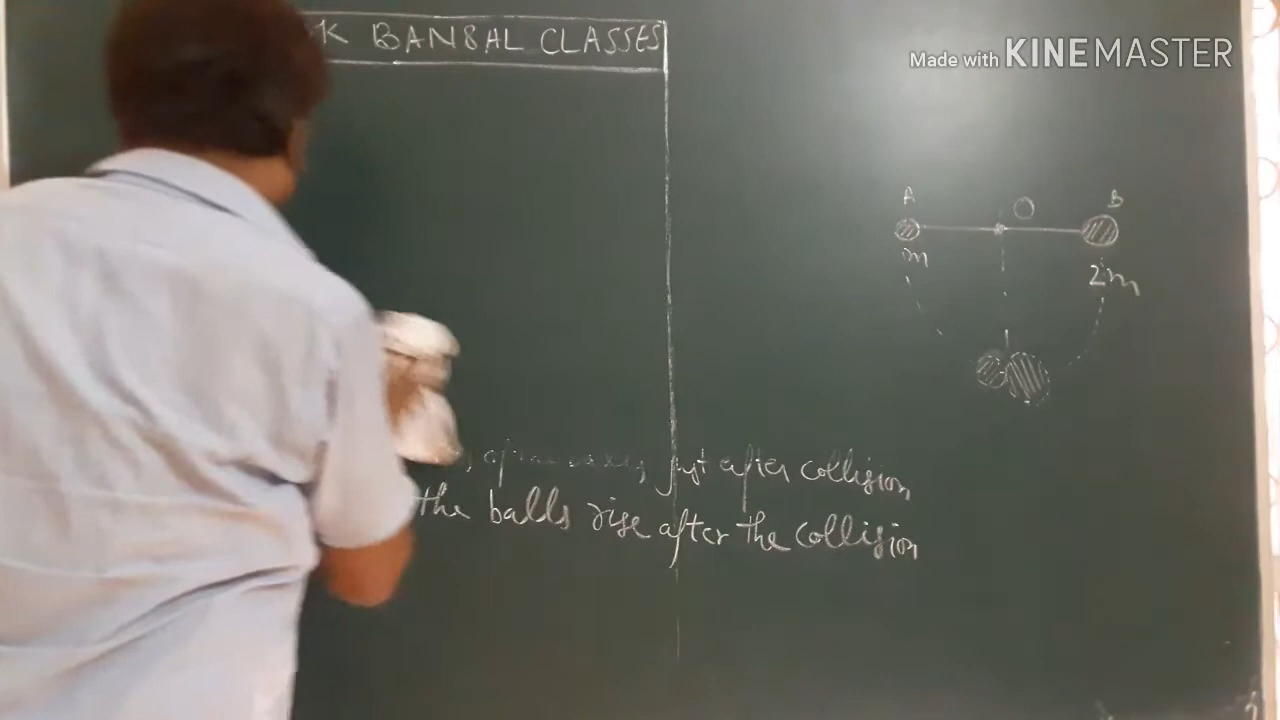 K BANSAL CLASSES
Made with KINEMASTER
A
O
B
m
2m
just after collision
the balls rise after the collision